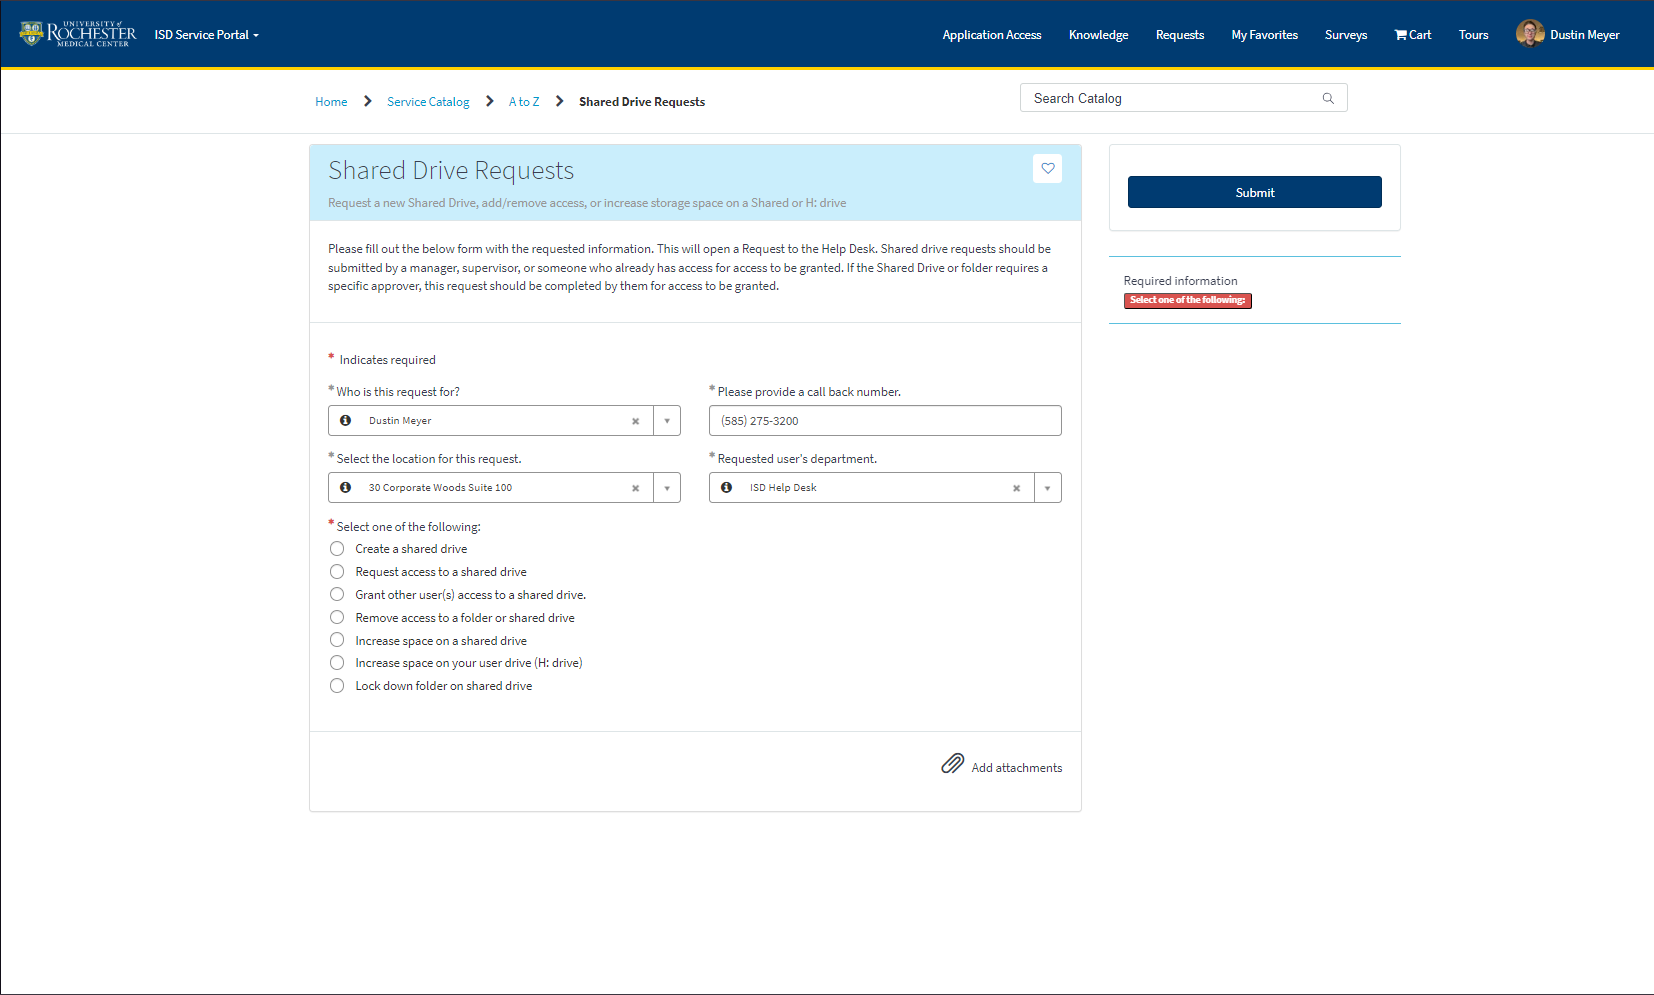 UNIVERSITY of
ROCHESTER
MEDICAL CENTER
ISD Service Portal
Application Access
Knowledge
Requests
My Favorites
Surveys
Cart
Tours
Dustin Meyer
Home > Service Catalog > A to Z > Shared Drive Requests
Search Catalog
Shared Drive Requests
Request a new Shared Drive, add/remove access, or increase storage space on a Shared or H: drive
Please fill out the below form with the requested information. This will open a Request to the Help Desk. Shared drive requests should be
submitted by a manager, supervisor, or someone who already has access for access to be granted. If the Shared Drive or folder requires a
specific approver, this request should be completed by them for access to be granted.
* Indicates required
* Who is this request for?
Dustin Meyer
* Please provide a call back number.
(585) 275-3200
* Select the location for this request.
30 Corporate Woods Suite 100
* Requested user's department.
ISD Help Desk
* Select one of the following:
Create a shared drive
Request access to a shared drive
Grant other user(s) access to a shared drive.
Remove access to a folder or shared drive
Increase space on a shared drive
Increase space on your user drive (H: drive)
Lock down folder on shared drive
Add attachments
Submit
Required information
Select one of the following: